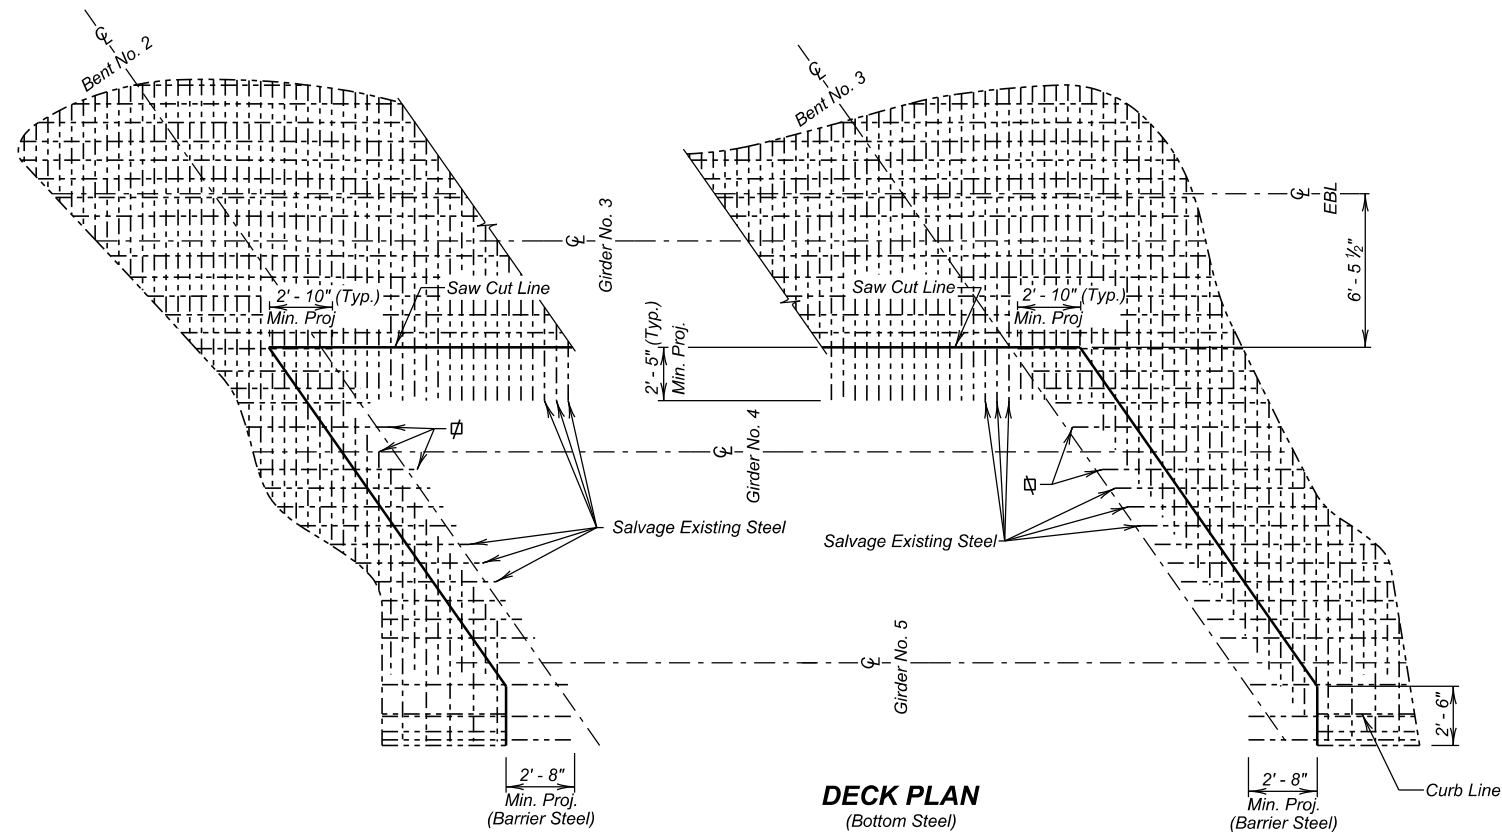 ℄
Bent No. 2
℄
Bent No. 3
℄
EBL
℄
Girder No. 3
6' - 5 ½"
2' - 10" (Typ.)
Min. Proj
Saw Cut Line
Saw Cut Line
2' - 10" (Typ.)
Min. Proj
2' - 5" (Typ.)
Min. Proj.
℄
Girder No. 4
Salvage Existing Steel
Salvage Existing Steel
℄
Girder No. 5
2' - 6"
2' - 8"
Min. Proj.
(Barrier Steel)
DECK PLAN
(Bottom Steel)
2' - 8"
Min. Proj.
(Barrier Steel)
Curb Line